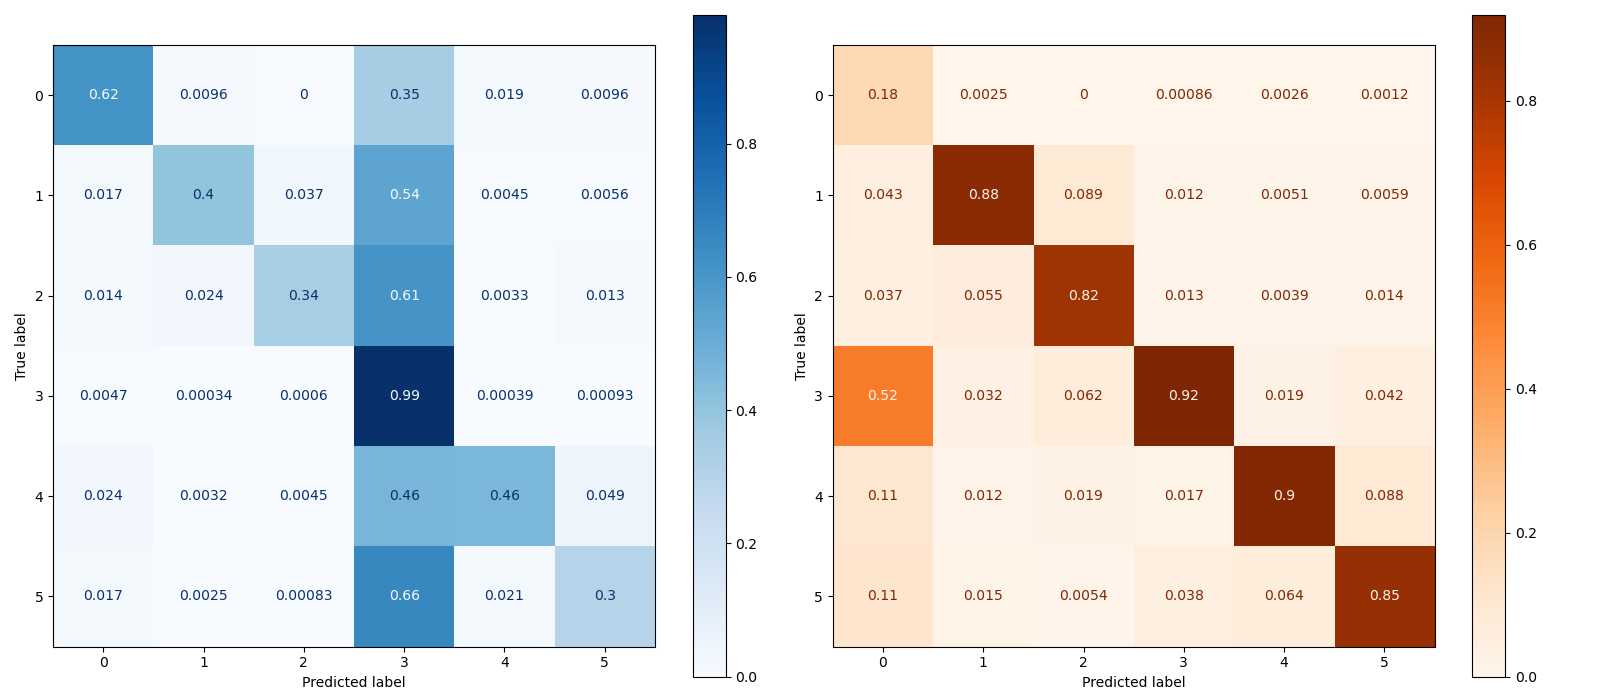 0 0.62 0.0096 0 0.35 0.019 0.0096
1 0.017 0.4 0.037 0.54 0.0045 0.0056
2 0.014 0.024 0.34 0.61 0.0033 0.013
3 0.0047 0.00034 0.0006 0.99 0.00039 0.00093
4 0.024 0.0032 0.0045 0.46 0.46 0.049
5 0.017 0.0025 0.00083 0.66 0.021 0.3
0 1 2 3 4 5
Predicted label
True label
0.8
0.6
0.4
0.2
0.0
0 0.18 0.0025 0 0.00086 0.0026 0.0012
1 0.043 0.88 0.089 0.012 0.0051 0.0059
2 0.037 0.055 0.82 0.013 0.0039 0.014
3 0.52 0.032 0.062 0.92 0.019 0.042
4 0.11 0.012 0.019 0.017 0.9 0.088
5 0.11 0.015 0.0054 0.038 0.064 0.85
0 1 2 3 4 5
Predicted label
True label
0.8
0.6
0.4
0.2
0.0